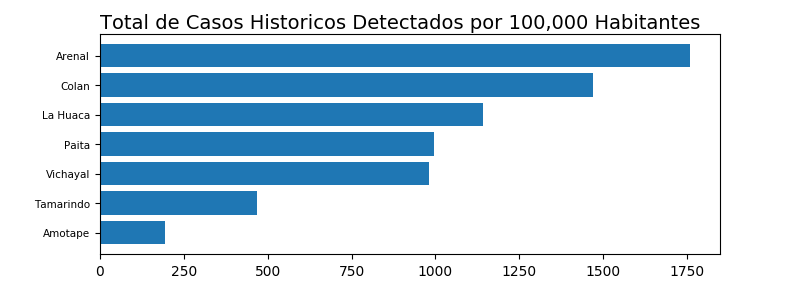 Total de Casos Historicos Detectados por 100,000 Habitantes
Arenal
Colan
La Huaca
Paita
Vichayal
Tamarindo
Amotape
0 250 500 750 1000 1250 1500 1750